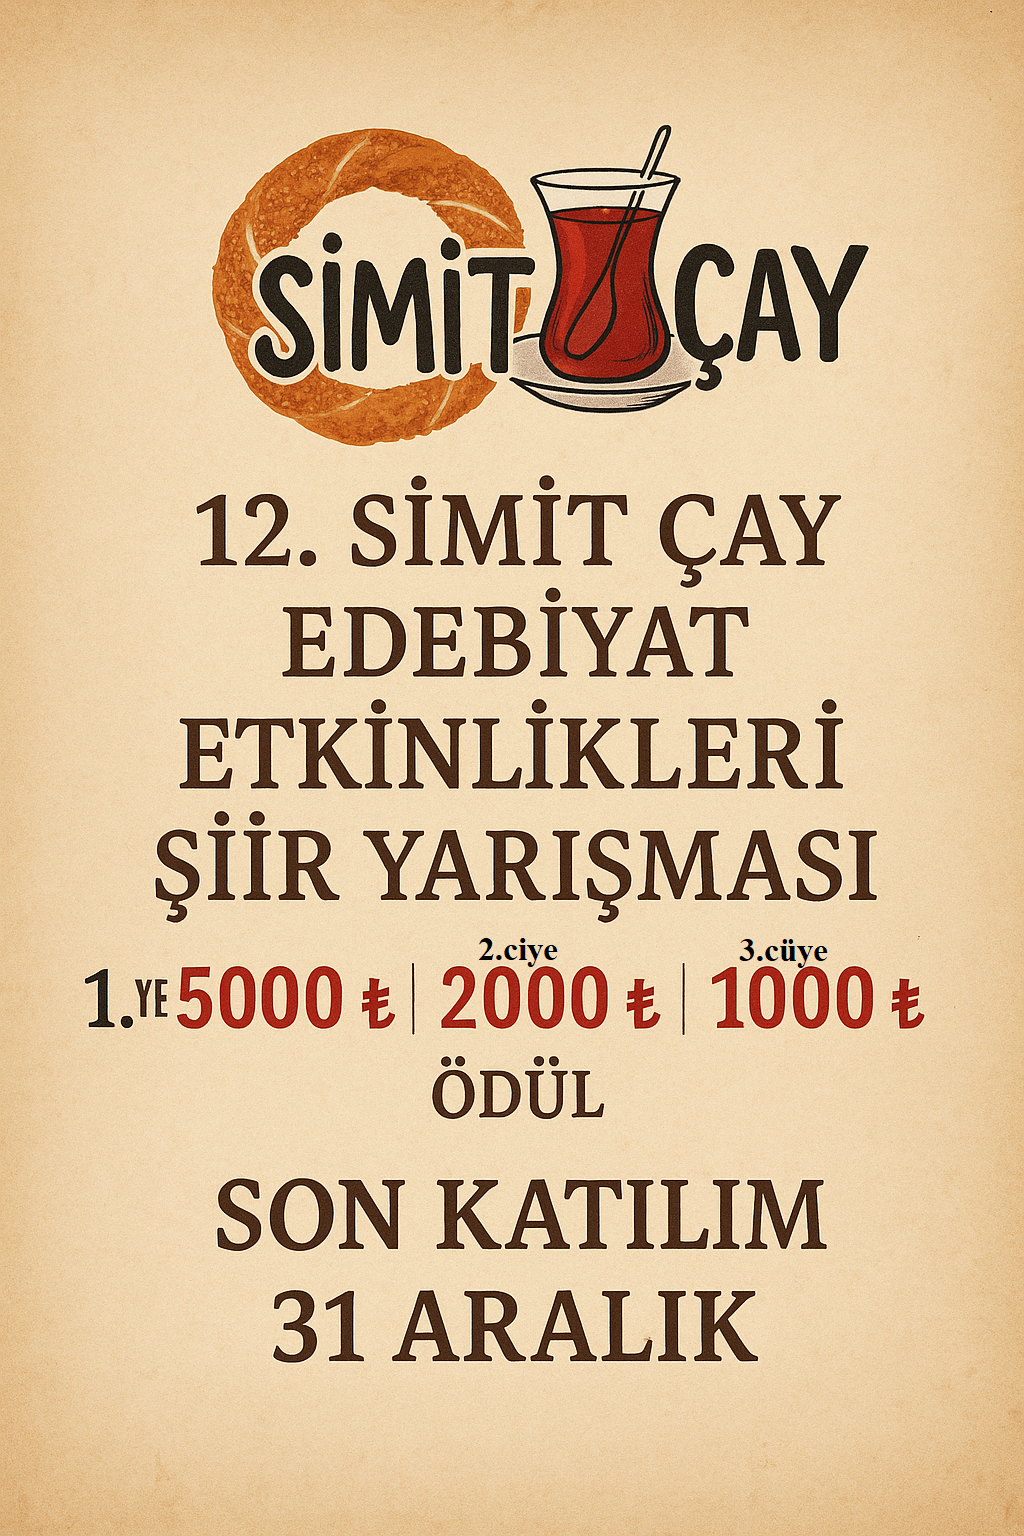 SİMİT ÇAY
12. SİMİT ÇAY
EDEBİYAT
ETKİNLİKLERİ
ŞİİR YARIŞMASI
1.YE 5000 ₺ | 2.ciye 2000 ₺ | 3.cüye 1000 ₺
ÖDÜL
SON KATILIM
31 ARALIK